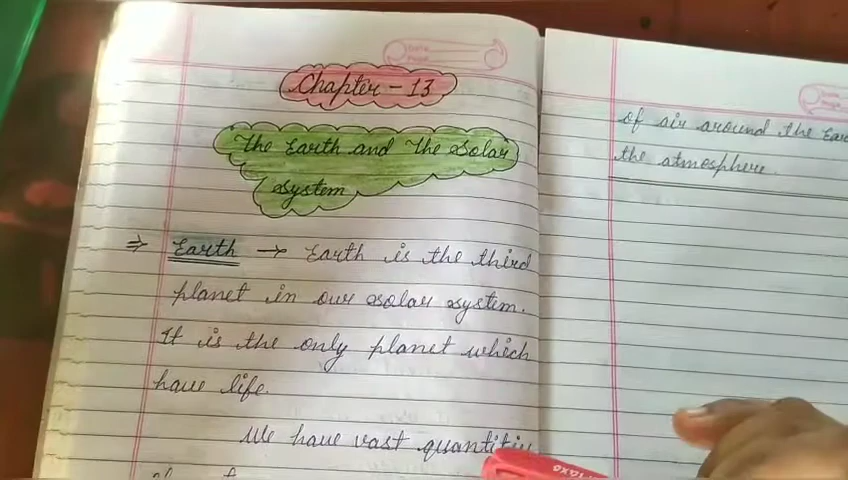 Chapter - 13
The Earth and The Solar
System
⇒ Earth → Earth is the third
planet in our solar system.
It is the only planet which
have life.
We have vast quantities
of air around the
the atmosphere.